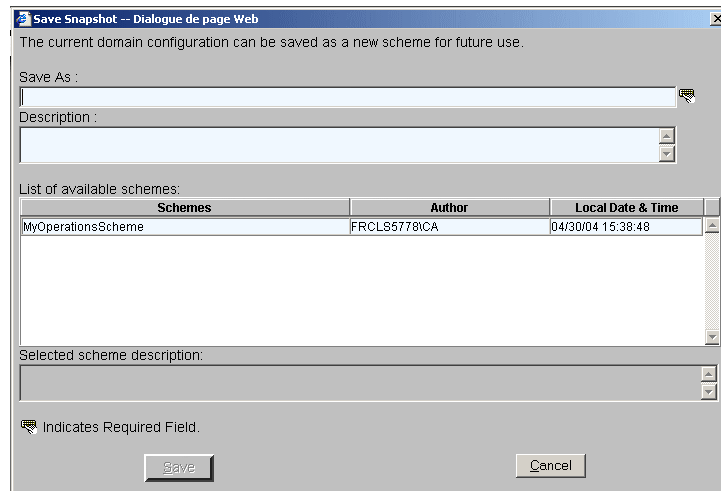 Save Snapshot -- Dialogue de page Web
The current domain configuration can be saved as a new scheme for future use.
Save As :
Description :
List of available schemes:
Schemes Author Local Date & Time
MyOperationsScheme FRCLS5778\CA 04/30/04 15:38:48
Selected scheme description:
Indicates Required Field.
Save Cancel